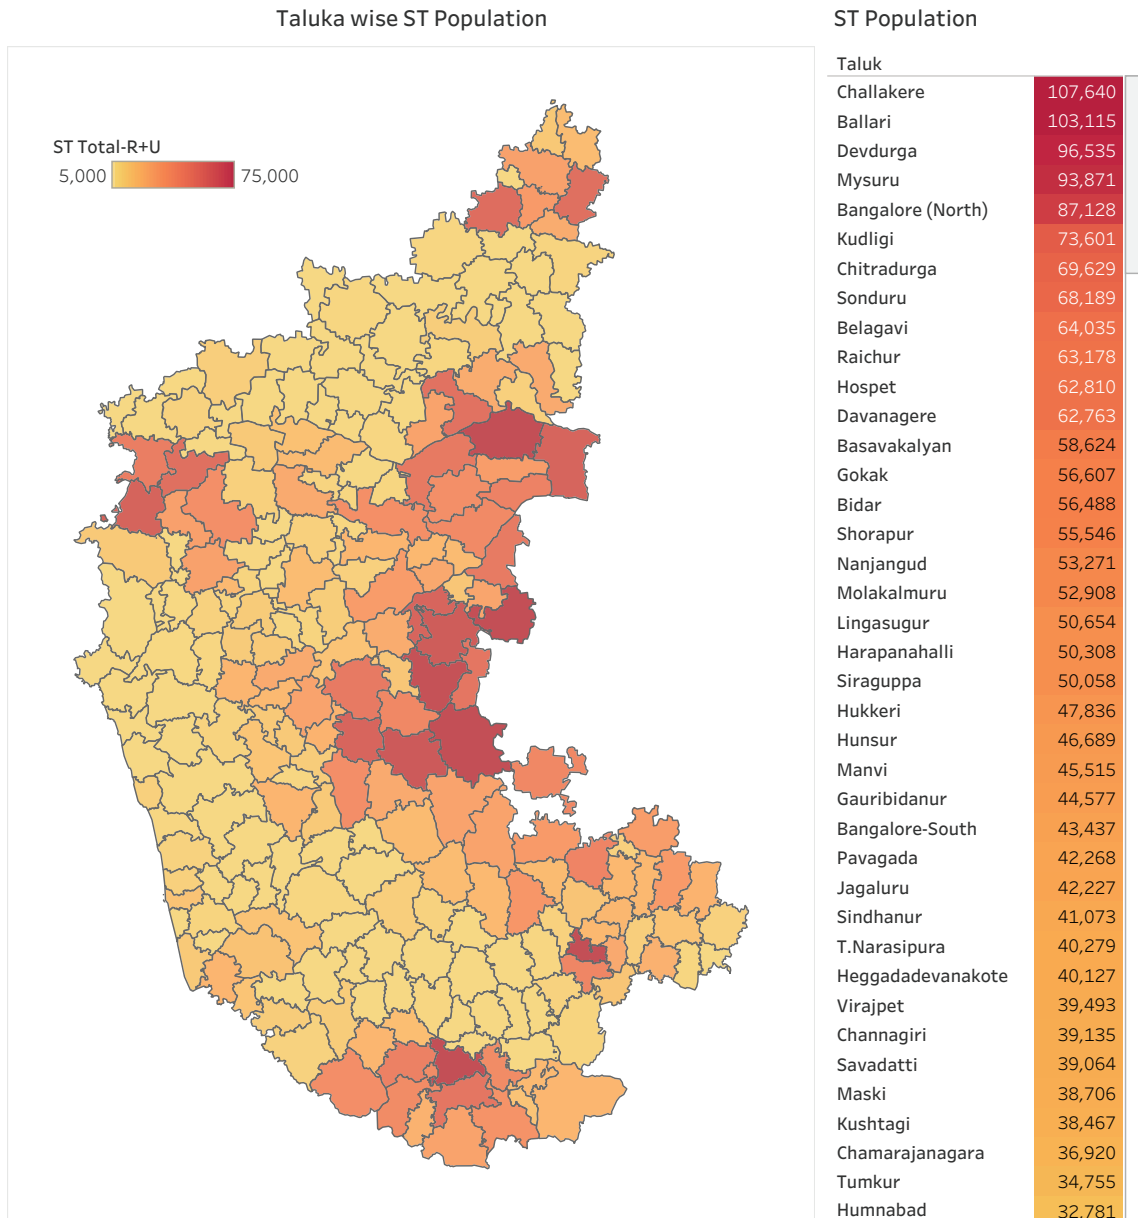 Taluka wise ST Population
ST Total-R+U
5,000 75,000
ST Population
Taluk
Challakere 107,640
Ballari 103,115
Devdurga 96,535
Mysuru 93,871
Bangalore (North) 87,128
Kudligi 73,601
Chitradurga 69,629
Sonduru 68,189
Belagavi 64,035
Raichur 63,178
Hospet 62,810
Davanagere 62,763
Basavakalyan 58,624
Gokak 56,607
Bidar 56,488
Shorapur 55,546
Nanjangud 53,271
Molakalmuru 52,908
Lingasugur 50,654
Harapanahalli 50,308
Siraguppa 50,058
Hukkeri 47,836
Hunsur 46,689
Manvi 45,515
Gauribidanur 44,577
Bangalore-South 43,437
Pavagada 42,268
Jagaluru 42,227
Sindhanur 41,073
T.Narasipura 40,279
Heggadadevanakote 40,127
Virajpet 39,493
Channagiri 39,135
Savadatti 39,064
Maski 38,706
Kushtagi 38,467
Chamarajanagara 36,920
Tumkur 34,755
Humnabad 32,781